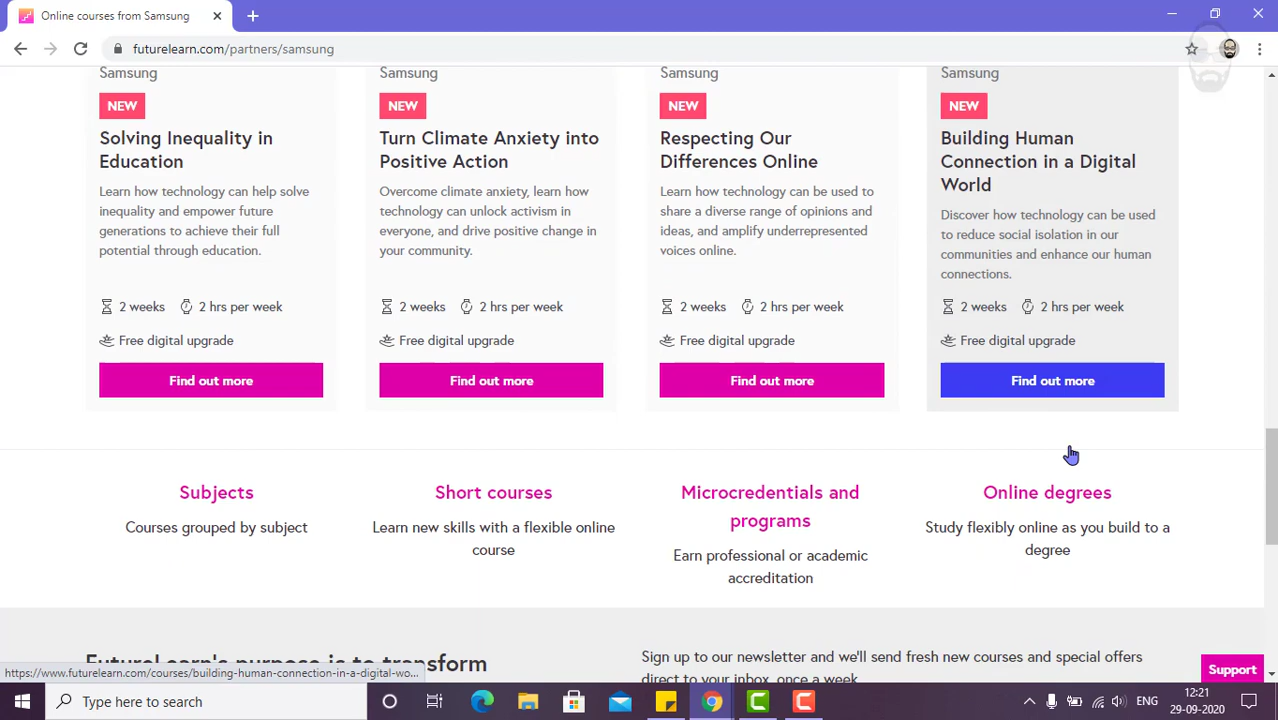 Online courses from Samsung
futurelearn.com/partners/samsung
Samsung
NEW
Solving Inequality in
Education
Learn how technology can help solve
inequality and empower future
generations to achieve their full
potential through education.
2 weeks 2 hrs per week
Free digital upgrade
Find out more
Samsung
NEW
Turn Climate Anxiety into
Positive Action
Overcome climate anxiety, learn how
technology can unlock activism in
everyone, and drive positive change in
your community.
2 weeks 2 hrs per week
Free digital upgrade
Find out more
Samsung
NEW
Respecting Our
Differences Online
Learn how technology can be used to
share a diverse range of opinions and
ideas, and amplify underrepresented
voices online.
2 weeks 2 hrs per week
Free digital upgrade
Find out more
Samsung
NEW
Building Human
Connection in a Digital
World
Discover how technology can be used
to reduce social isolation in our
communities and enhance our human
connections.
2 weeks 2 hrs per week
Free digital upgrade
Find out more
Subjects
Courses grouped by subject
Short courses
Learn new skills with a flexible online
course
Microcredentials and
programs
Earn professional or academic
accreditation
Online degrees
Study flexibly online as you build to a
degree
FutureLearn's purpose is to transform
Sign up to our newsletter and we'll send fresh new courses and special offers
direct to your inbox, once a week.
Support
https://www.futurelearn.com/courses/building-human-connection-in-a-digital-wo...
Type here to search
ENG
12:21
29-09-2020